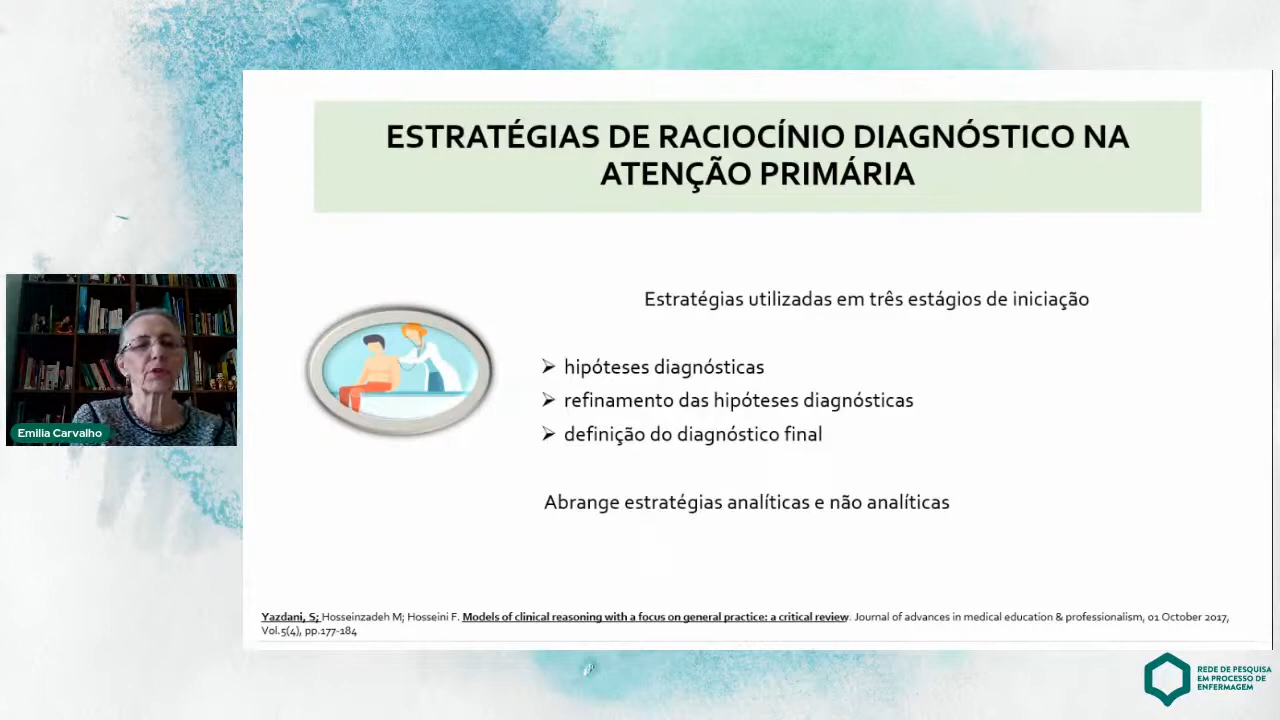 ESTRATÉGIAS DE RACIOCÍNIO DIAGNÓSTICO NA
ATENÇÃO PRIMÁRIA
Estratégias utilizadas em três estágios de iniciação
➢ hipóteses diagnósticas
➢ refinamento das hipóteses diagnósticas
➢ definição do diagnóstico final
Abrange estratégias analíticas e não analíticas
Emilia Carvalho
Yazdani, S; Hosseinzadeh M; Hosseini F. Models of clinical reasoning with a focus on general practice: a critical review. Journal of advances in medical education & professionalism, 01 October 2017,
Vol.5(4), pp.177-184
REDE DE PESQUISA
EM PROCESSO DE
ENFERMAGEM